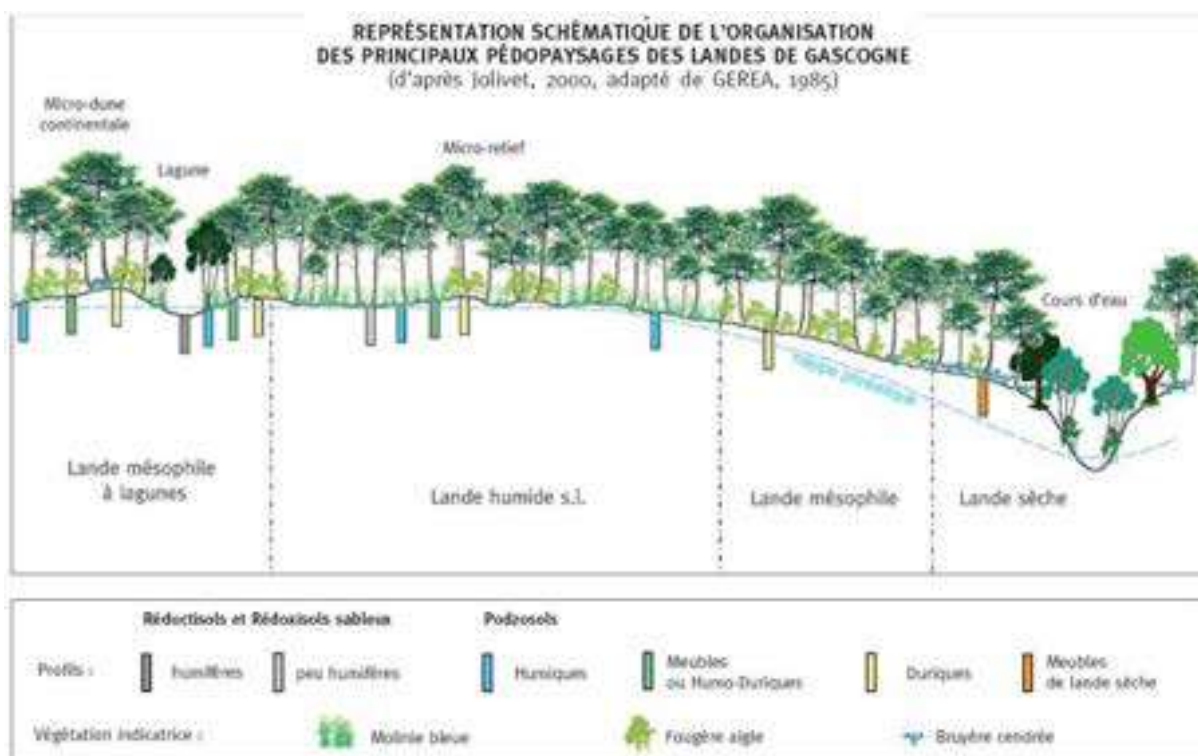 REPRÉSENTATION SCHÉMATIQUE DE L'ORGANISATION
DES PRINCIPAUX PÉDOPAYSAGES DES LANDES DE GASCOGNE
(d'après Jolivet, 2000, adapté de GEREA, 1985)
Micro-dune
continentale
Lagune
Micro-relief
Cours d'eau
nappe phréatique
Lande mésophile
à lagunes
Lande humide s.l.
Lande mésophile
Lande sèche
Réductisols et Rédoxisols sableux
Podzosols
Profils :
humifères
peu humifères
Humiques
Meubles
ou Humo-Duriques
Duriques
Meubles
de lande sèche
Végétation indicatrice :
Molinie bleue
Fougère aigle
Bruyère cendrée